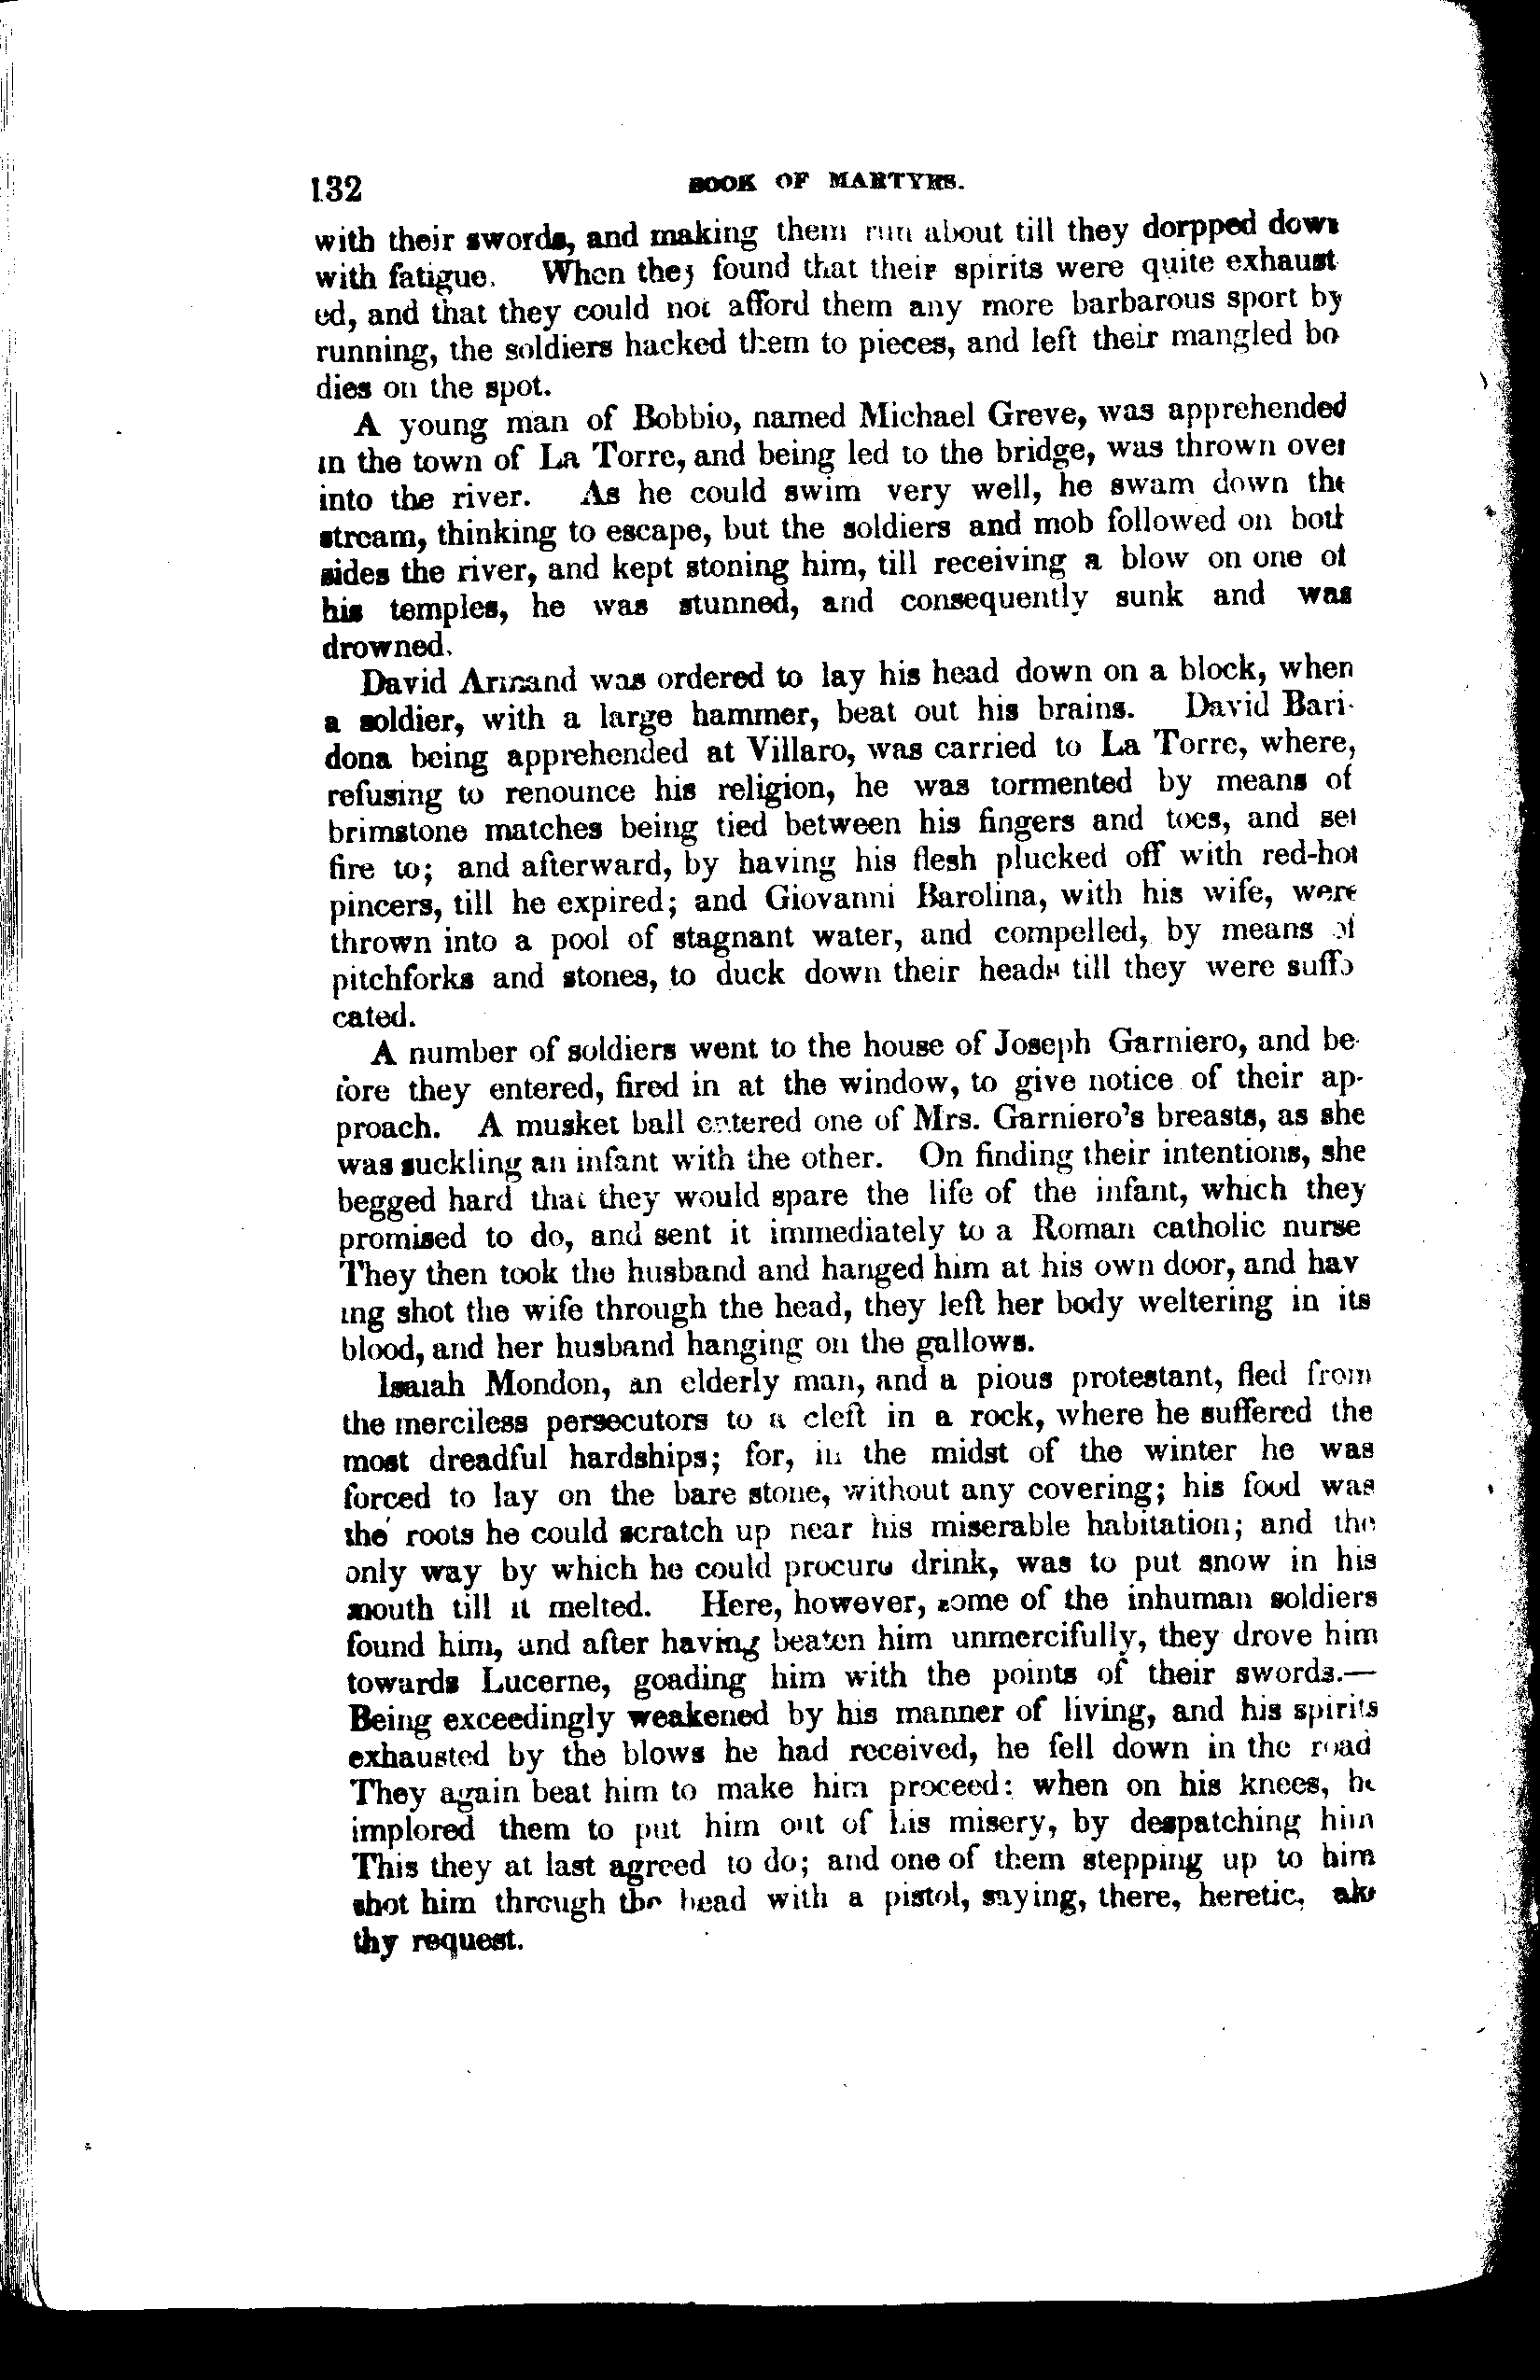 132 BOOK OF MARTYRS.
with their swords, and making them run about till they dorpped down
with fatigue. When they found that their spirits were quite exhaust
ed, and that they could not afford them any more barbarous sport by
running, the soldiers hacked them to pieces, and left their mangled bo
dies on the spot.
A young man of Bobbio, named Michael Greve, was apprehended
in the town of La Torre, and being led to the bridge, was thrown over
into the river. As he could swim very well, he swam down the
stream, thinking to escape, but the soldiers and mob followed on both
sides the river, and kept stoning him, till receiving a blow on one of
his temples, he was stunned, and consequently sunk and was
drowned.
David Armand was ordered to lay his head down on a block, when
a soldier, with a large hammer, beat out his brains. David Bari-
dona being apprehended at Villaro, was carried to La Torre, where,
refusing to renounce his religion, he was tormented by means of
brimstone matches being tied between his fingers and toes, and set
fire to; and afterward, by having his flesh plucked off with red-hot
pincers, till he expired; and Giovanni Barolina, with his wife, were
thrown into a pool of stagnant water, and compelled, by means of
pitchforks and stones, to duck down their heads till they were suffo
cated.
A number of soldiers went to the house of Joseph Garniero, and be-
fore they entered, fired in at the window, to give notice of their ap-
proach. A musket ball entered one of Mrs. Garniero's breasts, as she
was suckling an infant with the other. On finding their intentions, she
begged hard that they would spare the life of the infant, which they
promised to do, and sent it immediately to a Roman catholic nurse
They then took the husband and hanged him at his own door, and hav
ing shot the wife through the head, they left her body weltering in its
blood, and her husband hanging on the gallows.
Isaiah Mondon, an elderly man, and a pious protestant, fled from
the merciless persecutors to a cleft in a rock, where he suffered the
most dreadful hardships; for, in the midst of the winter he was
forced to lay on the bare stone, without any covering; his food was
the roots he could scratch up near his miserable habitation; and the
only way by which he could procure drink, was to put snow in his
mouth till it melted. Here, however, some of the inhuman soldiers
found him, and after having beaten him unmercifully, they drove him
towards Lucerne, goading him with the points of their swords.—
Being exceedingly weakened by his manner of living, and his spirits
exhausted by the blows he had received, he fell down in the road
They again beat him to make him proceed: when on his knees, he
implored them to put him out of his misery, by despatching him
This they at last agreed to do; and one of them stepping up to him
shot him through the head with a pistol, saying, there, heretic,
thy request.